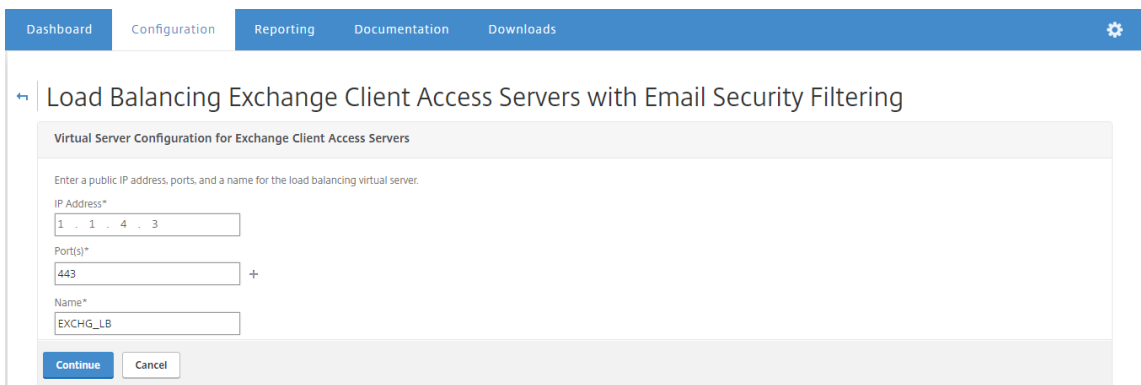 Dashboard Configuration Reporting Documentation Downloads
Load Balancing Exchange Client Access Servers with Email Security Filtering
Virtual Server Configuration for Exchange Client Access Servers
Enter a public IP address, ports, and a name for the load balancing virtual server.
IP Address*
1 . 1 . 4 . 3
Port(s)*
443 +
Name*
EXCHG_LB
Continue Cancel